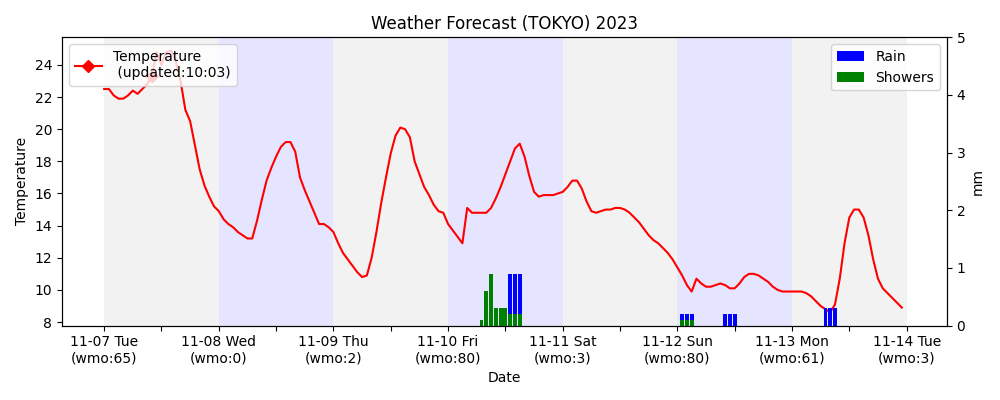 Weather Forecast (TOKYO) 2023
Temperature
(updated:10:03)
Rain
Showers
24
22
20
18
16
14
12
10
8
Temperature
5
4
3
2
1
0
mm
11-07 Tue 11-08 Wed 11-09 Thu 11-10 Fri 11-11 Sat 11-12 Sun 11-13 Mon 11-14 Tue
(wmo:65) (wmo:0) (wmo:2) (wmo:80) (wmo:3) (wmo:80) (wmo:61) (wmo:3)
Date